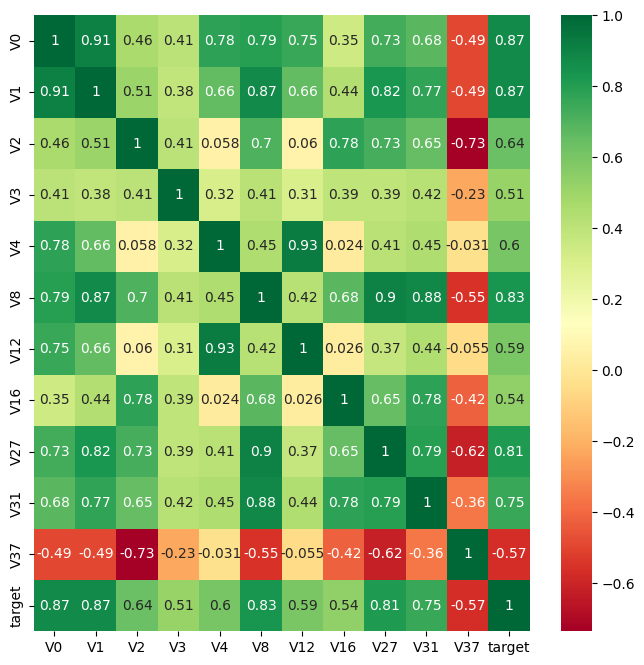 V0 1 0.91 0.46 0.41 0.78 0.79 0.75 0.35 0.73 0.68 -0.49 0.87
V1 0.91 1 0.51 0.38 0.66 0.87 0.66 0.44 0.82 0.77 -0.49 0.87
V2 0.46 0.51 1 0.41 0.058 0.7 0.06 0.78 0.73 0.65 -0.73 0.64
V3 0.41 0.38 0.41 1 0.32 0.41 0.31 0.39 0.39 0.42 -0.23 0.51
V4 0.78 0.66 0.058 0.32 1 0.45 0.93 0.024 0.41 0.45 -0.031 0.6
V8 0.79 0.87 0.7 0.41 0.45 1 0.42 0.68 0.9 0.88 -0.55 0.83
V12 0.75 0.66 0.06 0.31 0.93 0.42 1 0.026 0.37 0.44 -0.055 0.59
V16 0.35 0.44 0.78 0.39 0.024 0.68 0.026 1 0.65 0.78 -0.42 0.54
V27 0.73 0.82 0.73 0.39 0.41 0.9 0.37 0.65 1 0.79 -0.62 0.81
V31 0.68 0.77 0.65 0.42 0.45 0.88 0.44 0.78 0.79 1 -0.36 0.75
V37 -0.49 -0.49 -0.73 -0.23 -0.031 -0.55 -0.055 -0.42 -0.62 -0.36 1 -0.57
target 0.87 0.87 0.64 0.51 0.6 0.83 0.59 0.54 0.81 0.75 -0.57 1
V0 V1 V2 V3 V4 V8 V12 V16 V27 V31 V37 target
1.0
0.8
0.6
0.4
0.2
0.0
−0.2
−0.4
−0.6